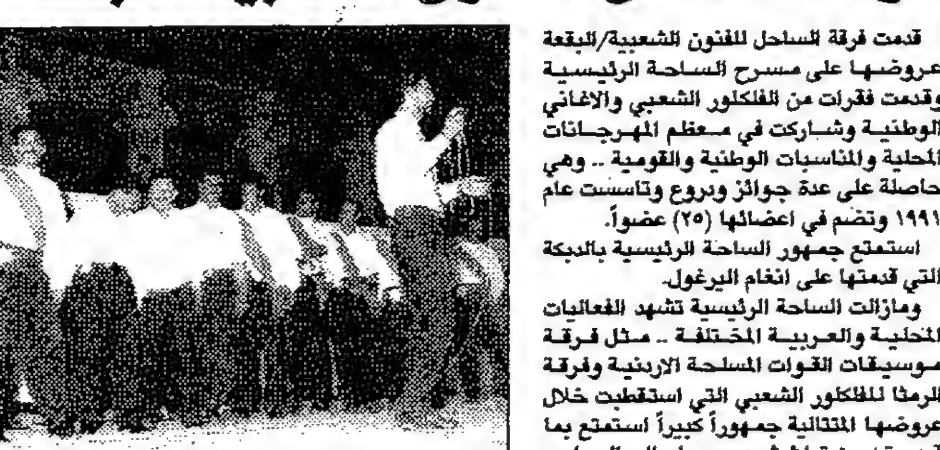 قدمت فرقة الساحل للفنون الشعبية/البقعة
عروضها على مسرح الساحة الرئيسية
وقدمت فقرات من الفلكلور الشعبي والاغاني
الوطنية وشاركت في معظم المهرجانات
المحلية والمناسبات الوطنية والقومية .. وهي
حاصلة على عدة جوائز ودروع وتاسست عام
١٩٩١ وتضم في اعضائها (٢٥) عضواً.
استمتع جمهور الساحة الرئيسية بالدبكة
التي قدمتها على انغام اليرغول.
ومازالت الساحة الرئيسية تشهد الفعاليات
المحلية والعربية المختلفة .. مثل فرقة
موسيقات القوات المسلحة الاردنية وفرقة
الرمثا للفلكلور الشعبي التي استقطبت خلال
عروضها المتتالية جمهوراً كبيراً استمتع بما